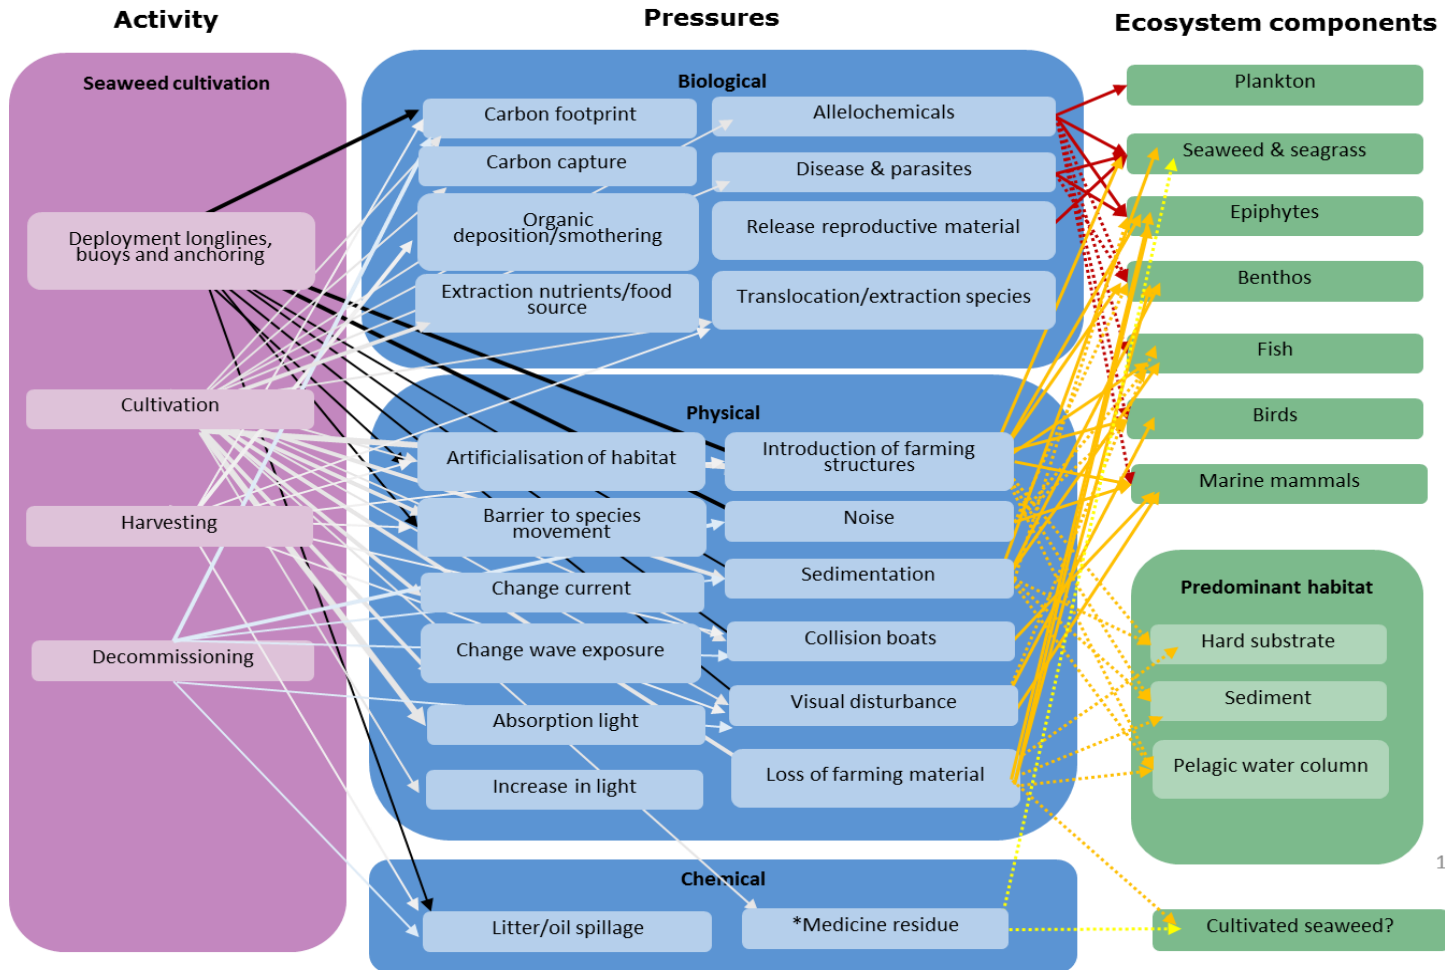 Activity
Pressures
Ecosystem components
Seaweed cultivation
Deployment longlines,
buoys and anchoring
Cultivation
Harvesting
Decommissioning
Biological
Carbon footprint
Carbon capture
Organic
deposition/smothering
Extraction nutrients/food
source
Allelochemicals
Disease & parasites
Release reproductive material
Translocation/extraction species
Physical
Artificialisation of habitat
Barrier to species
movement
Change current
Change wave exposure
Absorption light
Increase in light
Introduction of farming
structures
Noise
Sedimentation
Collision boats
Visual disturbance
Loss of farming material
Chemical
Litter/oil spillage
*Medicine residue
Plankton
Seaweed & seagrass
Epiphytes
Benthos
Fish
Birds
Marine mammals
Predominant habitat
Hard substrate
Sediment
Pelagic water column
Cultivated seaweed?
1